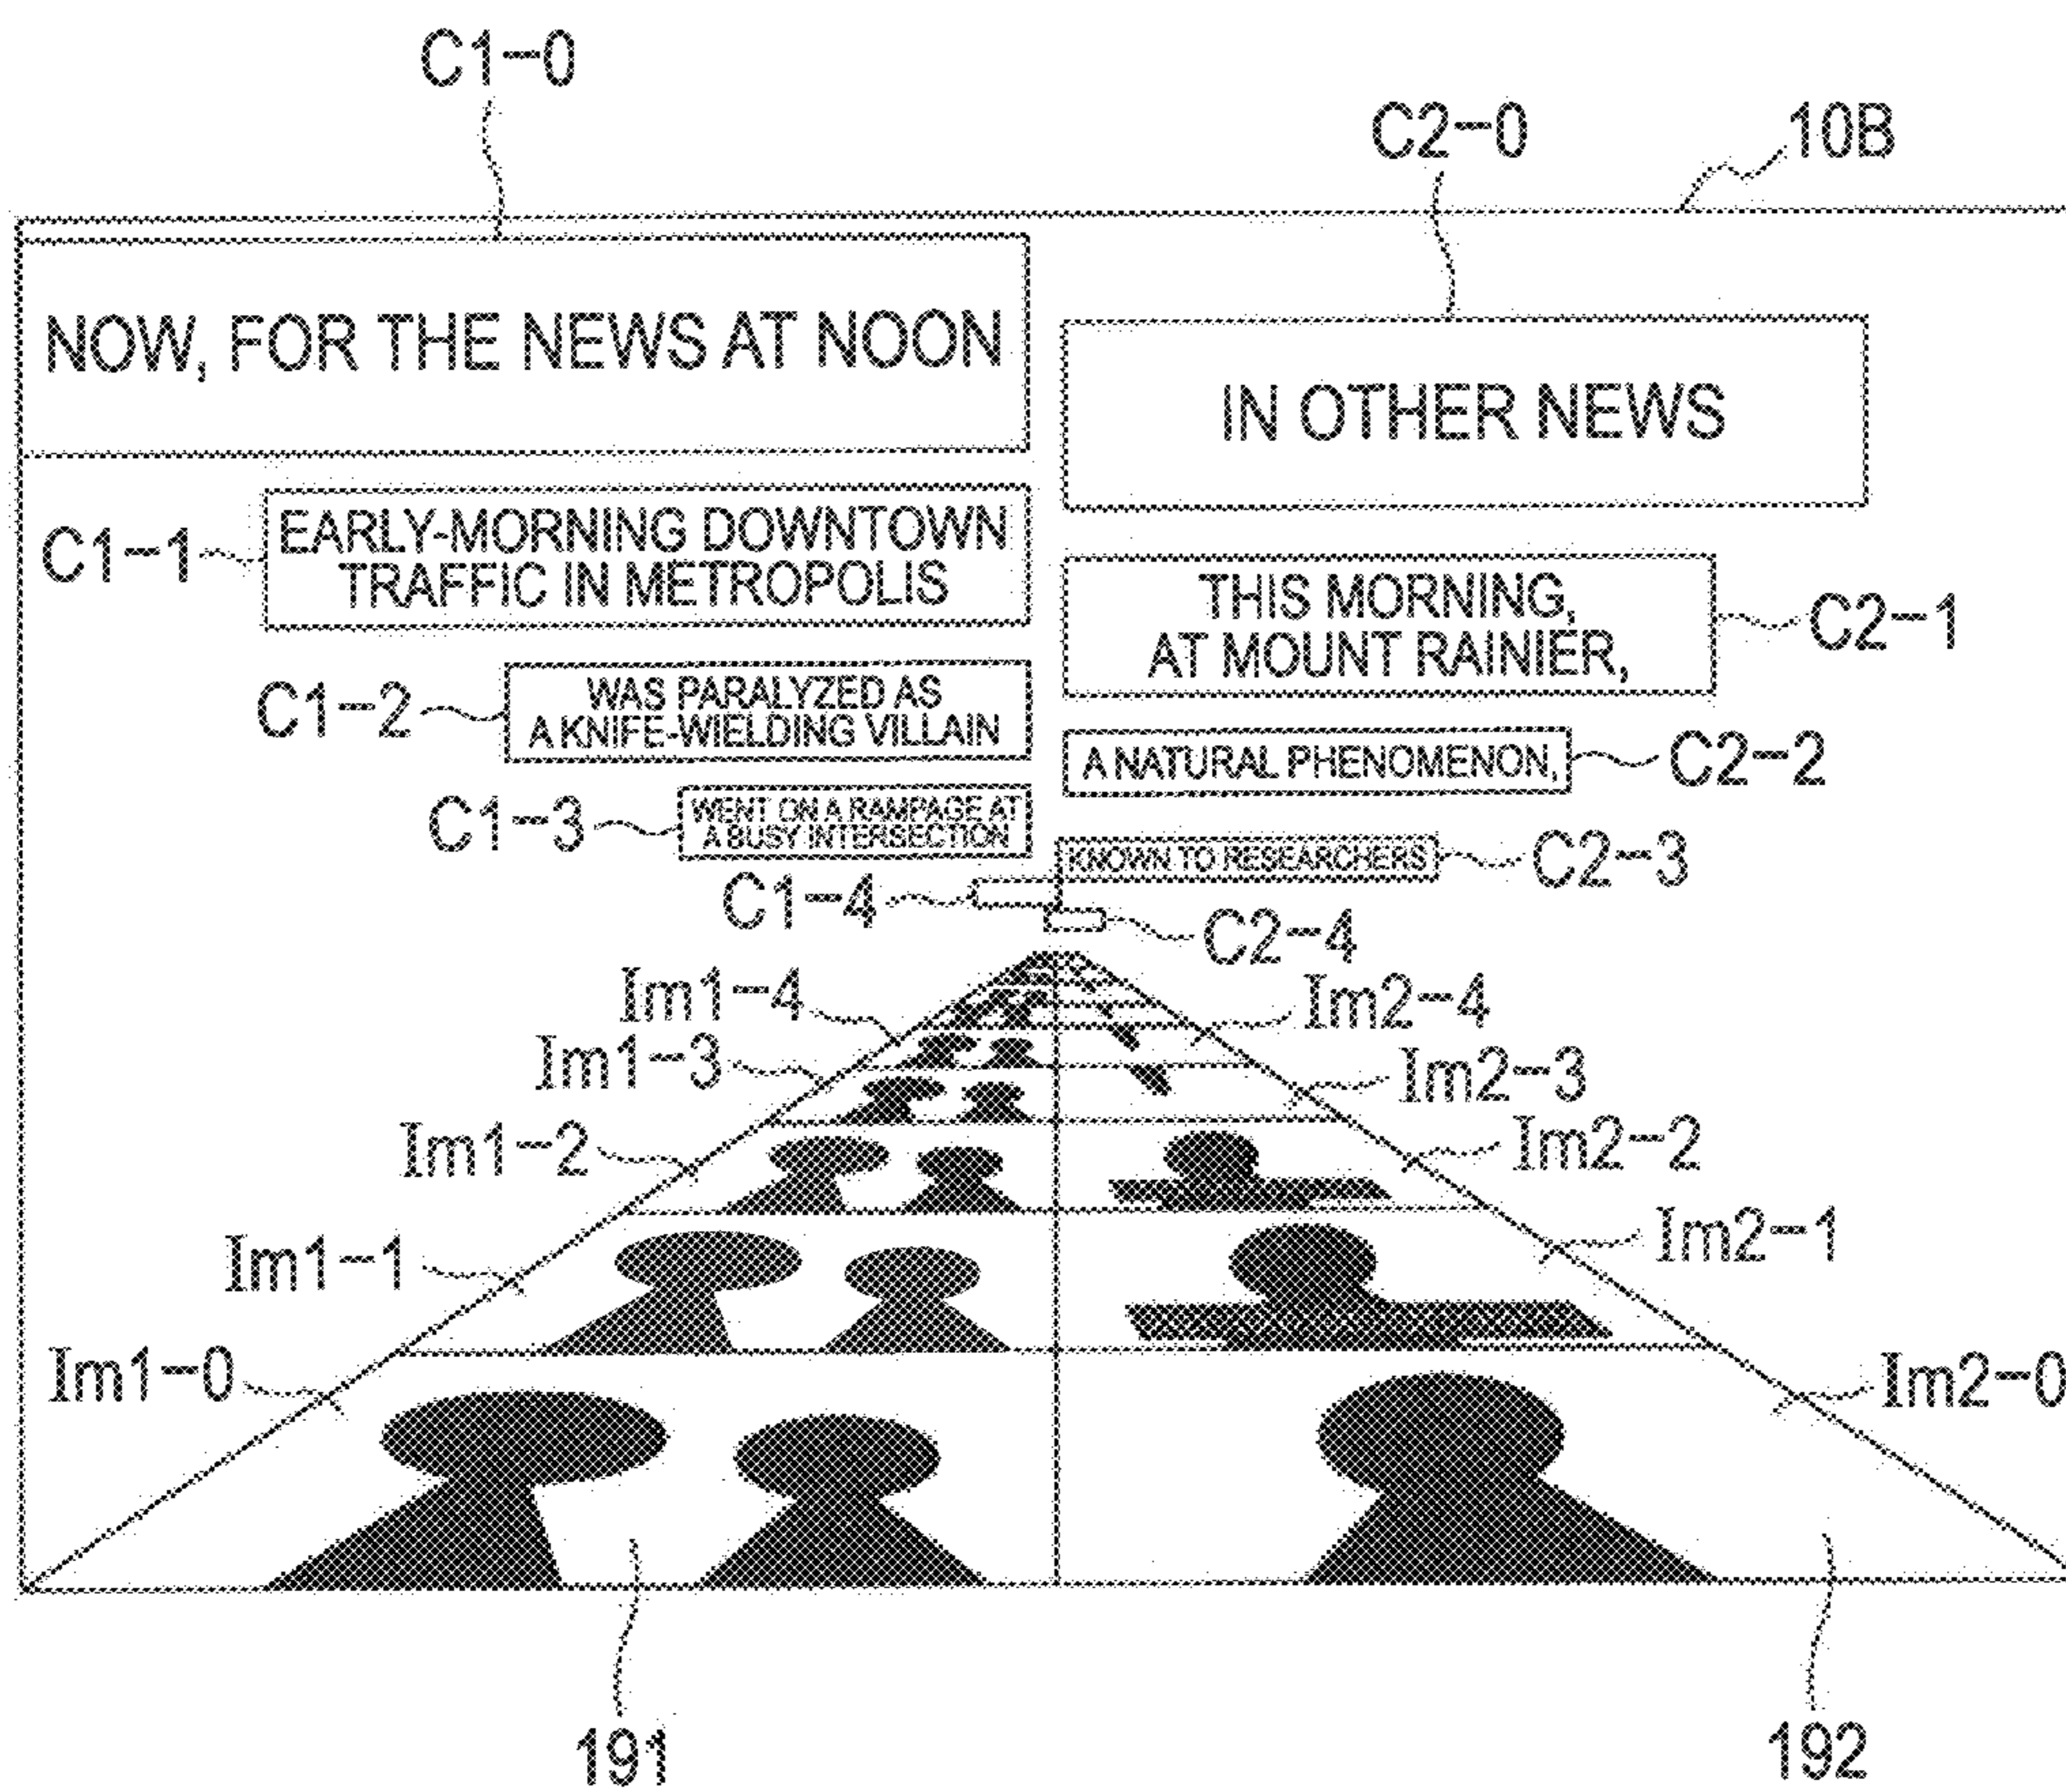 C1-0
C2-0
10B
NOW, FOR THE NEWS AT NOON
IN OTHER NEWS
C1-1
EARLY-MORNING DOWNTOWN
TRAFFIC IN METROPOLIS
THIS MORNING,
AT MOUNT RAINIER,
C2-1
C1-2
WAS PARALYZED AS
A KNIFE-WIELDING VILLAIN
A NATURAL PHENOMENON,
C2-2
C1-3
WENT ON A RAMPAGE AT
A BUSY INTERSECTION
KNOWN TO RESEARCHERS
C2-3
C1-4
C2-4
Im1-4
Im2-4
Im1-3
Im2-3
Im1-2
Im2-2
Im1-1
Im2-1
Im1-0
Im2-0
191
192